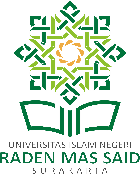 UNIVERSITAS ISLAM NEGERI
RADEN MAS SAID
SURAKARTA